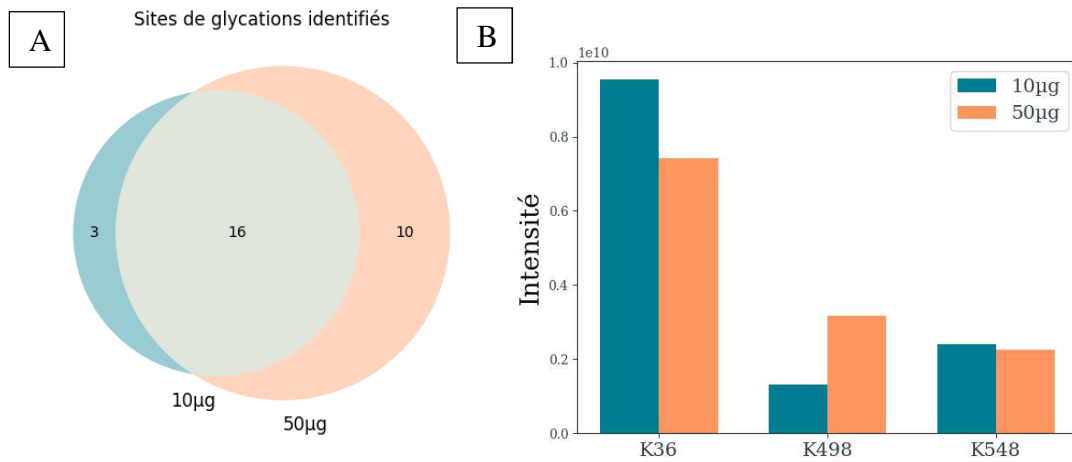 A
Sites de glycations identifiés
3
16
10
10µg
50µg
B
1e10
1.0
0.8
0.6
0.4
0.2
0.0
Intensité
10µg
50µg
K36
K498
K548